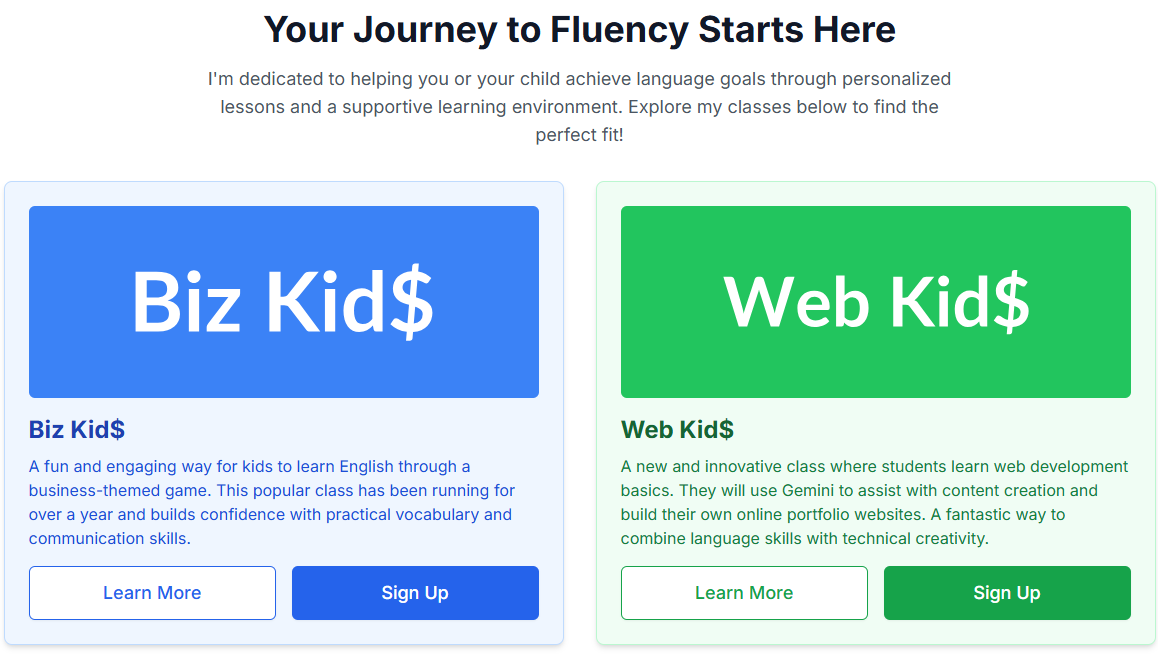 Your Journey to Fluency Starts Here
I'm dedicated to helping you or your child achieve language goals through personalized
lessons and a supportive learning environment. Explore my classes below to find the
perfect fit!
Biz Kid$
Biz Kid$
A fun and engaging way for kids to learn English through a
business-themed game. This popular class has been running for
over a year and builds confidence with practical vocabulary and
communication skills.
Learn More
Sign Up
Web Kid$
Web Kid$
A new and innovative class where students learn web development
basics. They will use Gemini to assist with content creation and
build their own online portfolio websites. A fantastic way to
combine language skills with technical creativity.
Learn More
Sign Up